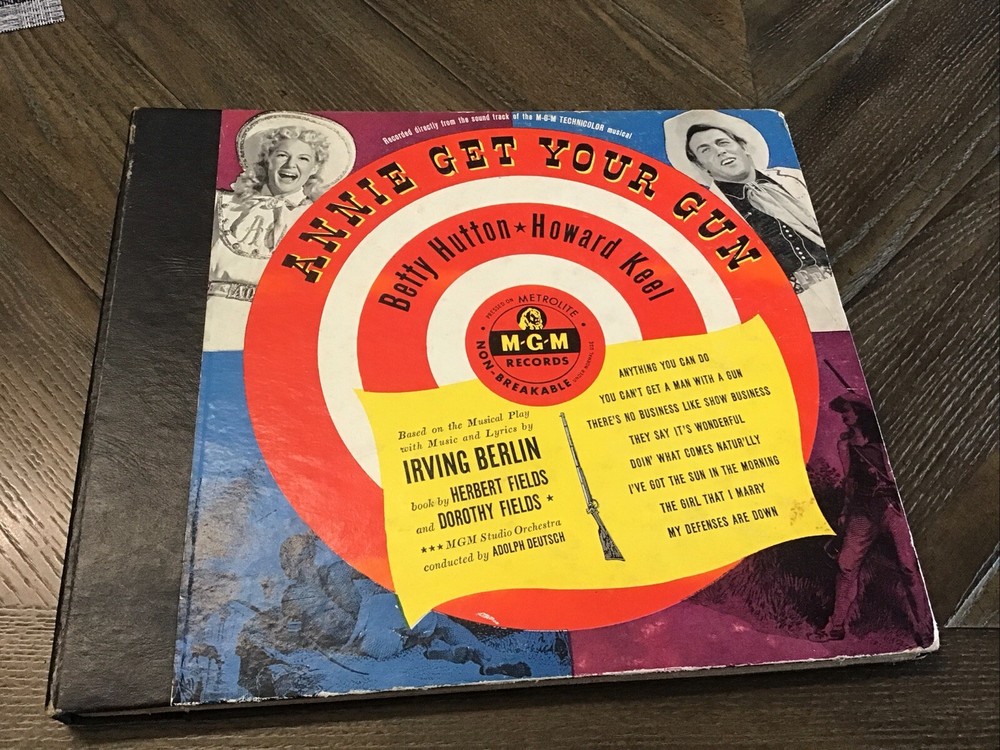 Recorded directly from the sound track of the M-G-M TECHNICOLOR musical
ANNIE GET YOUR GUN
Betty Hutton ★ Howard Keel
PRESSED ON METROLITE
M-G-M
RECORDS
NON-BREAKABLE
UNDER NORMAL USE
Based on the Musical Play
with Music and Lyrics by
IRVING BERLIN
book by HERBERT FIELDS
and DOROTHY FIELDS ★
★★★ MGM Studio Orchestra
conducted by ADOLPH DEUTSCH
ANYTHING YOU CAN DO
YOU CAN'T GET A MAN WITH A GUN
THERE'S NO BUSINESS LIKE SHOW BUSINESS
THEY SAY IT'S WONDERFUL
DOIN' WHAT COMES NATUR'LLY
I'VE GOT THE SUN IN THE MORNING
THE GIRL THAT I MARRY
MY DEFENSES ARE DOWN